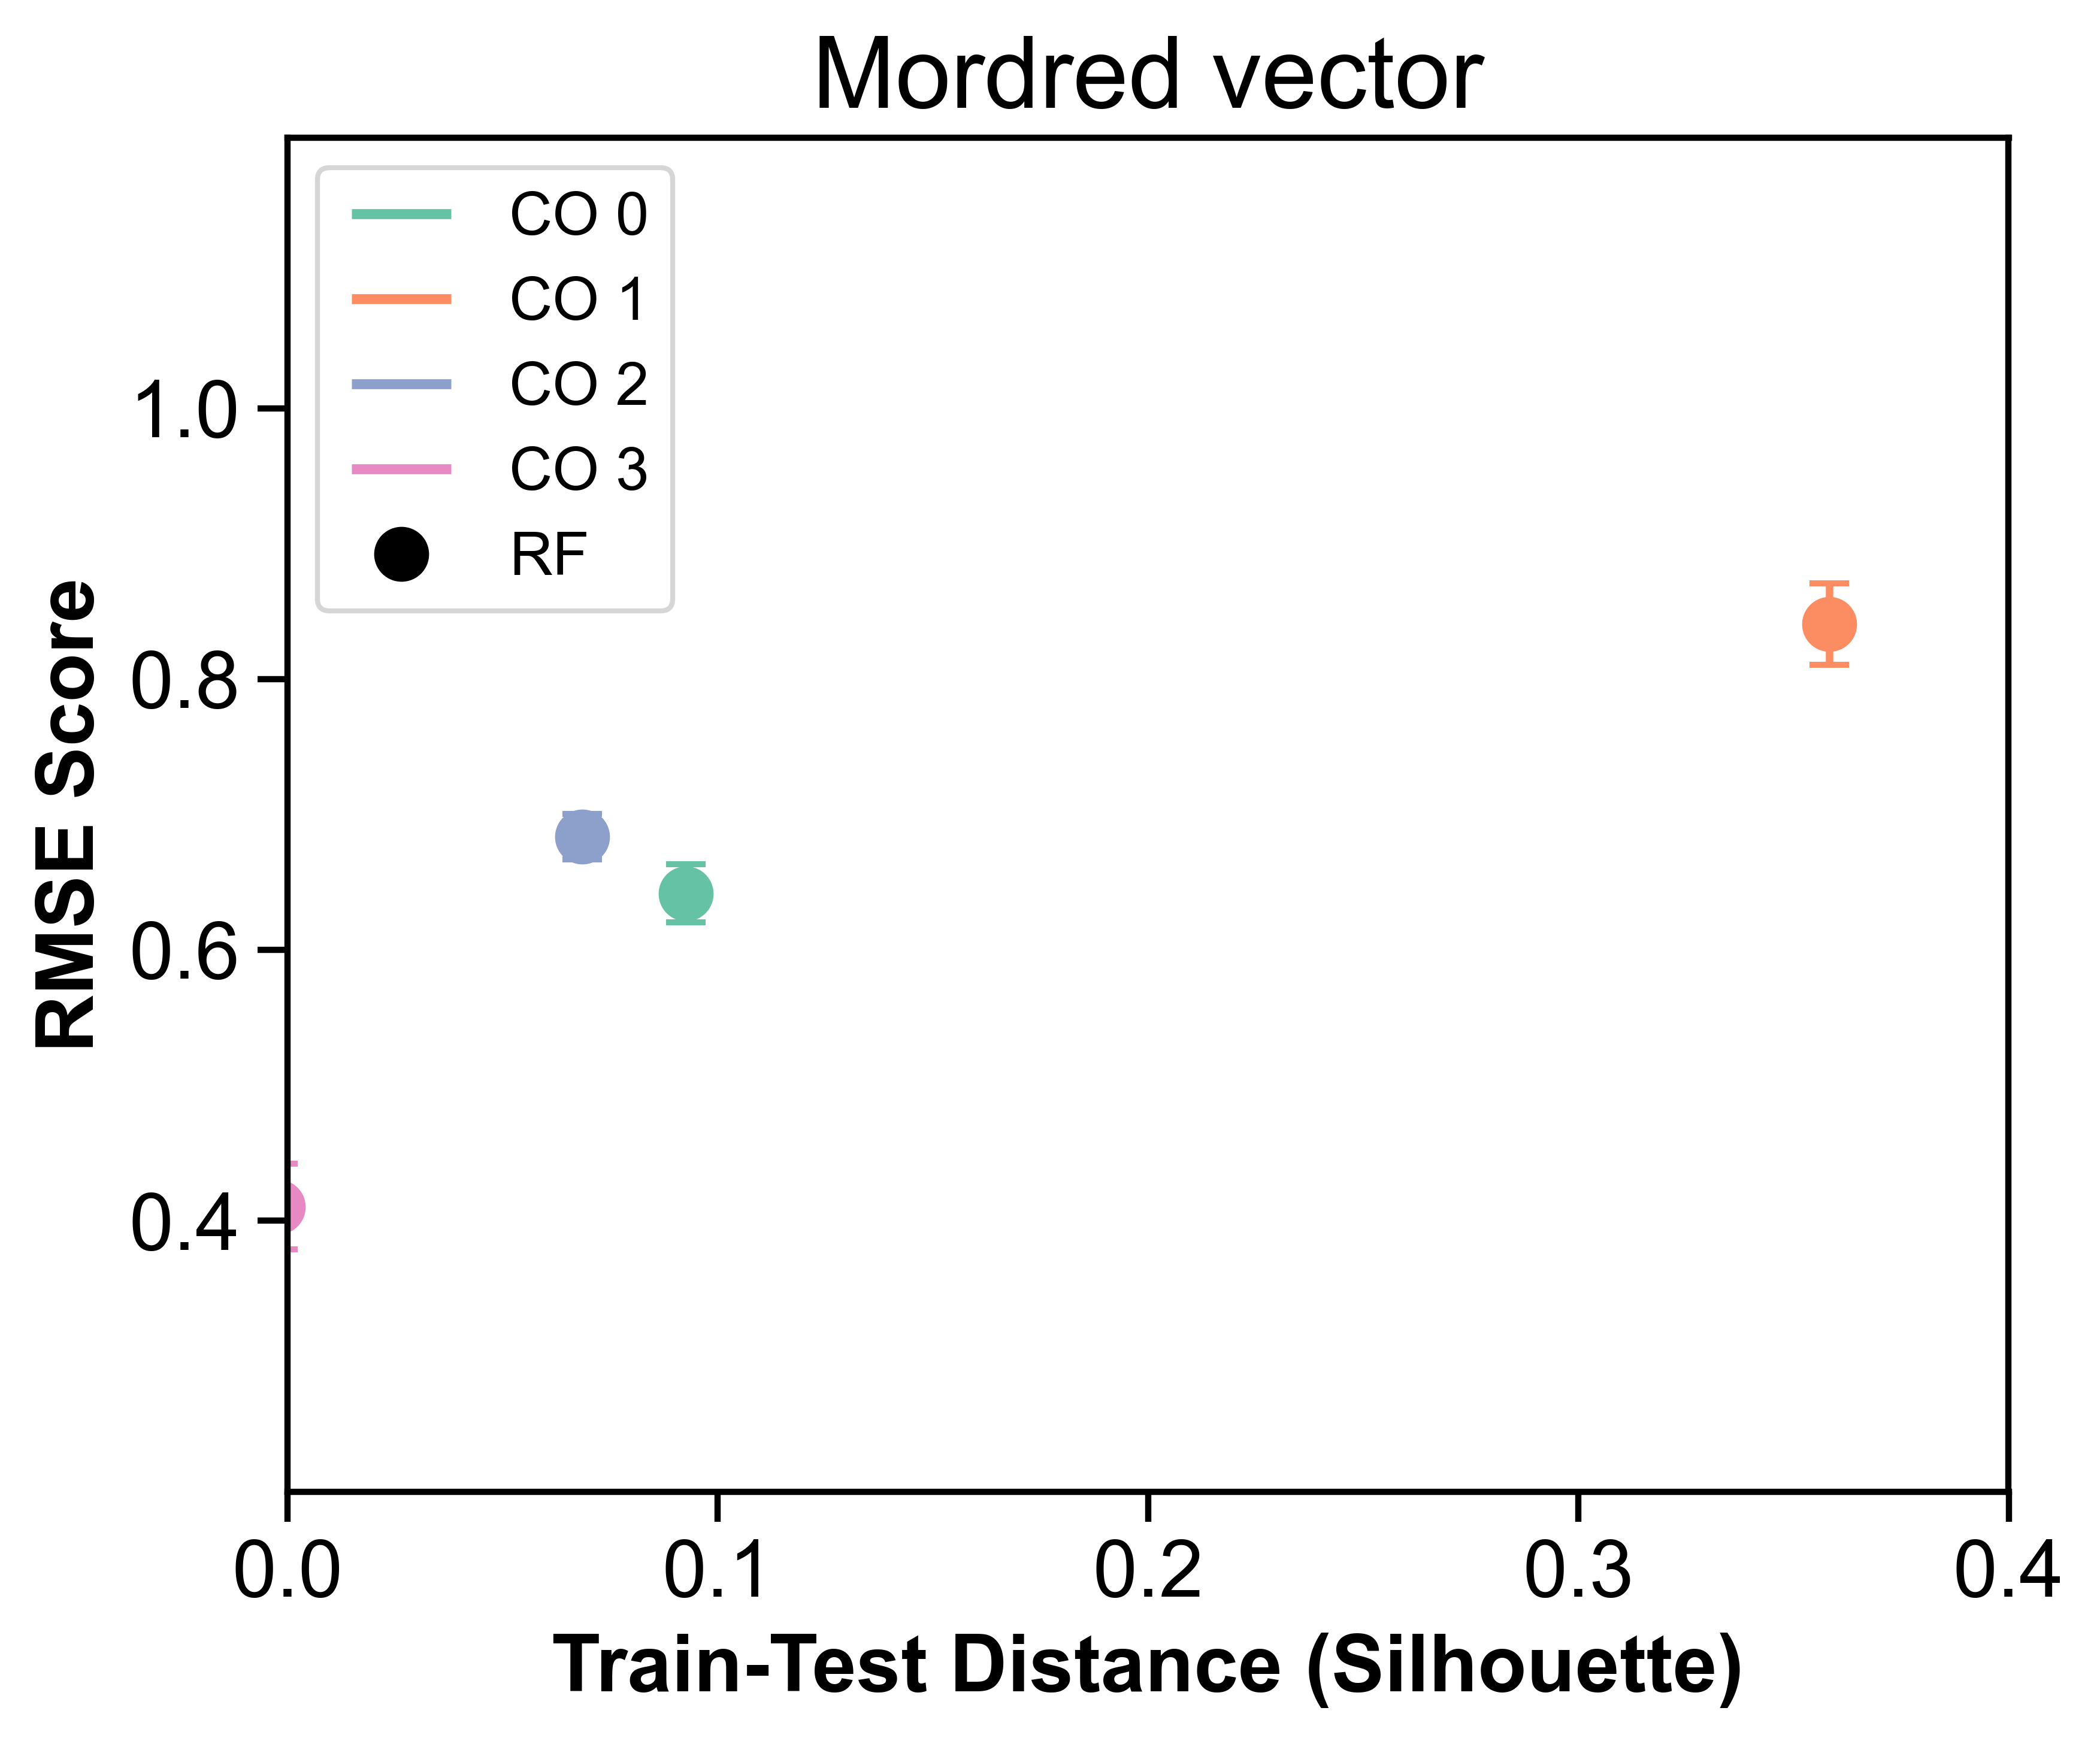 Mordred vector
CO 0
CO 1
CO 2
CO 3
RF
1.0
0.8
0.6
0.4
RMSE Score
0.0 0.1 0.2 0.3 0.4
Train-Test Distance (Silhouette)